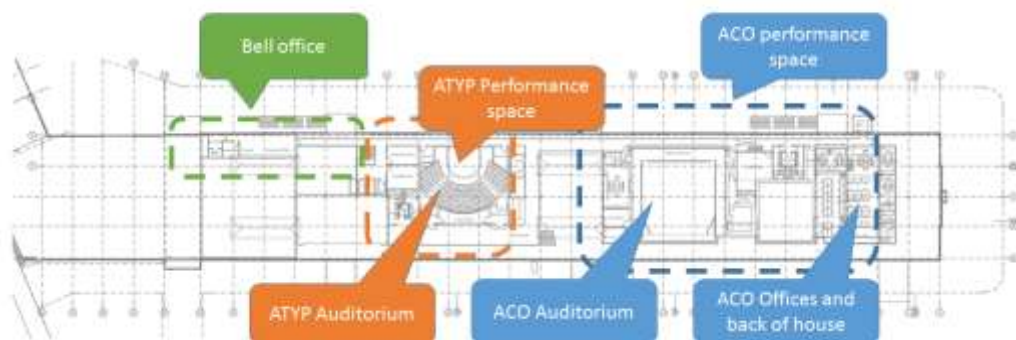 Bell office
ACO performance
space
ATYP Performance
space
ATYP Auditorium
ACO Auditorium
ACO Offices and
back of house